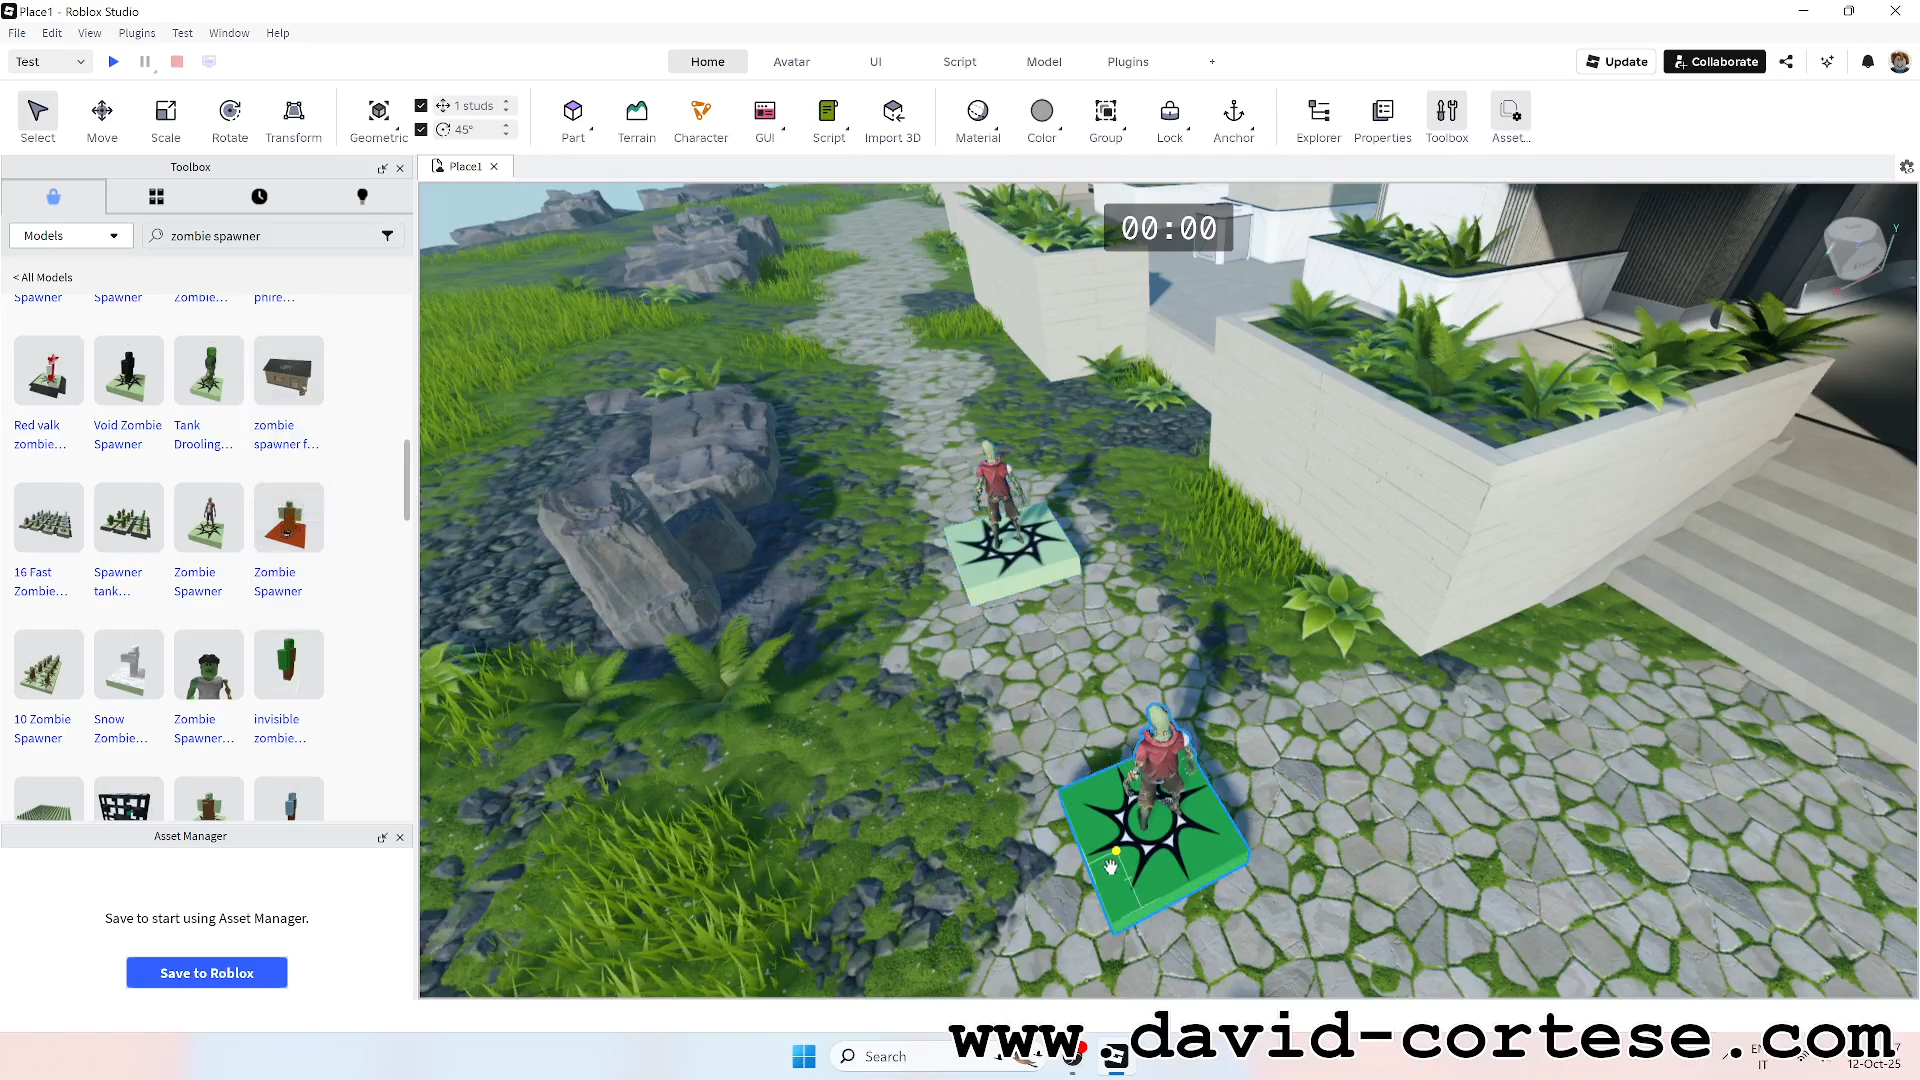 Place1 - Roblox Studio
File Edit View Plugins Test Window Help
Test
Home Avatar UI Script Model Plugins +
Update Collaborate
Select Move Scale Rotate Transform Geometric 1 studs 45° Part Terrain Character GUI Script Import 3D Material Color Group Lock Anchor Explorer Properties Toolbox Asset...
Toolbox
Place1
Models zombie spawner
< All Models
Spawner Spawner Zombie... phire...
Red valk Void Zombie Tank zombie
zombie... Spawner Drooling... spawner f...
16 Fast Spawner Zombie Zombie
Zombie... tank... Spawner Spawner
10 Zombie Snow Zombie invisible
Spawner Zombie... Spawner... zombie...
00:00
Y
Asset Manager
Save to start using Asset Manager.
Save to Roblox
www.david-cortese.com
Search
IT
12-Oct-25